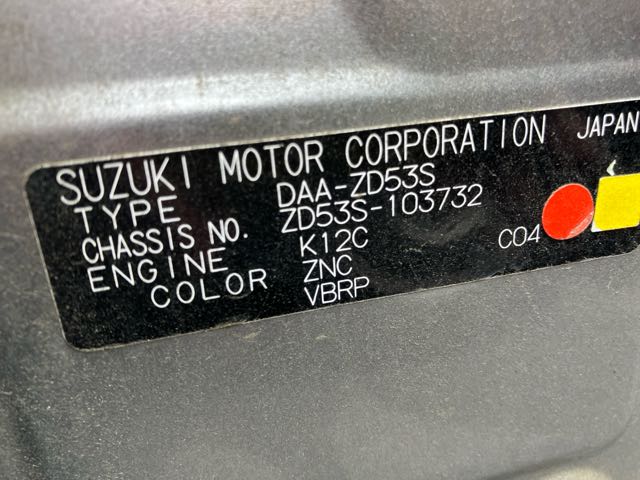 SUZUKI MOTOR CORPORATION JAPAN
TYPE DAA-ZD53S
CHASSIS NO. ZD53S-103732
ENGINE K12C C04
COLOR ZNC
VBRP